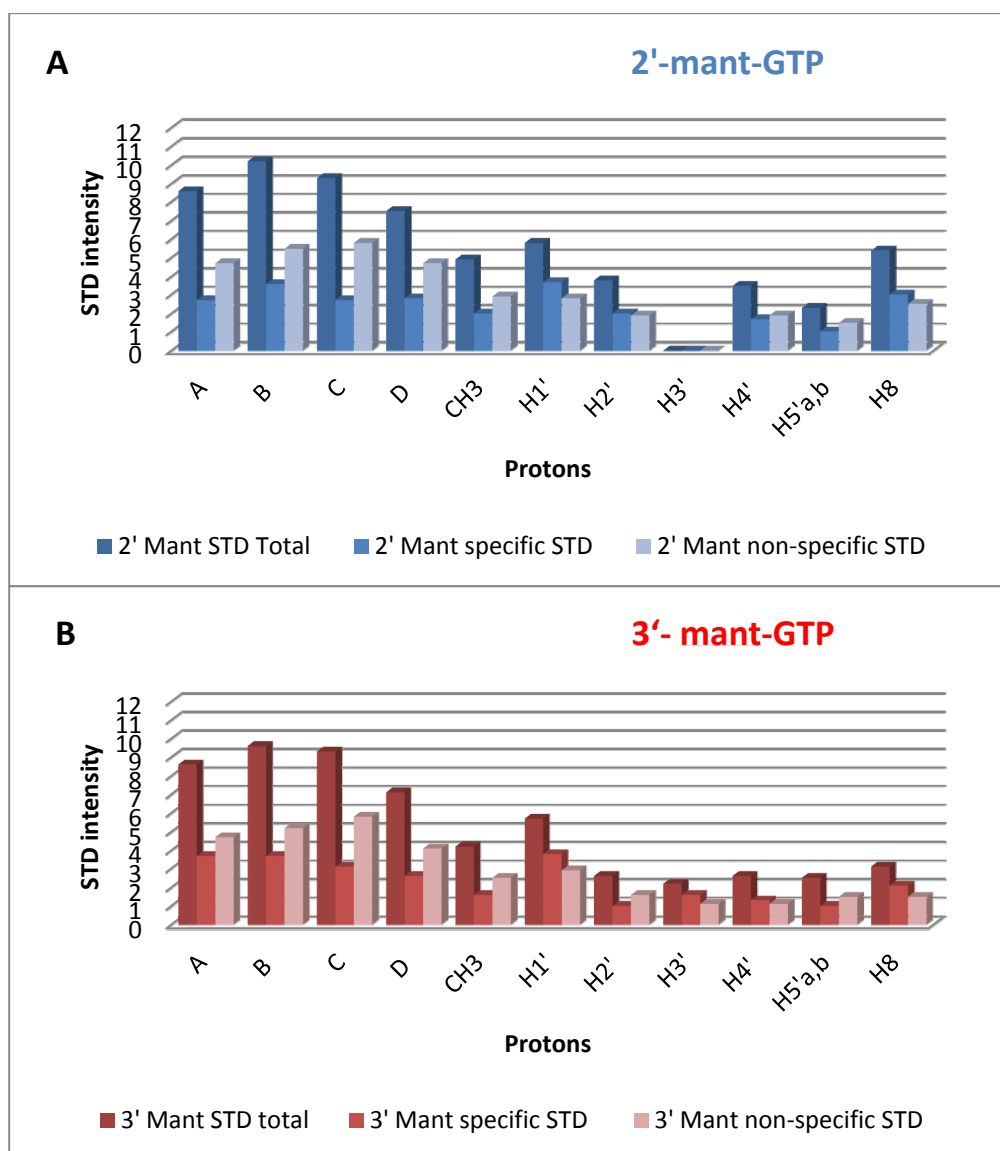 A
2'-mant-GTP
STD intensity
12
11
10
9
8
7
6
5
4
3
2
1
0
A
B
C
D
CH3
H1'
H2'
H3'
H4'
H5'a,b
H8
Protons
2' Mant STD Total
2' Mant specific STD
2' Mant non-specific STD
B
3‘- mant-GTP
STD intensity
12
11
10
9
8
7
6
5
4
3
2
1
0
A
B
C
D
CH3
H1'
H2'
H3'
H4'
H5'a,b
H8
Protons
3' Mant STD total
3' Mant specific STD
3' Mant non-specific STD